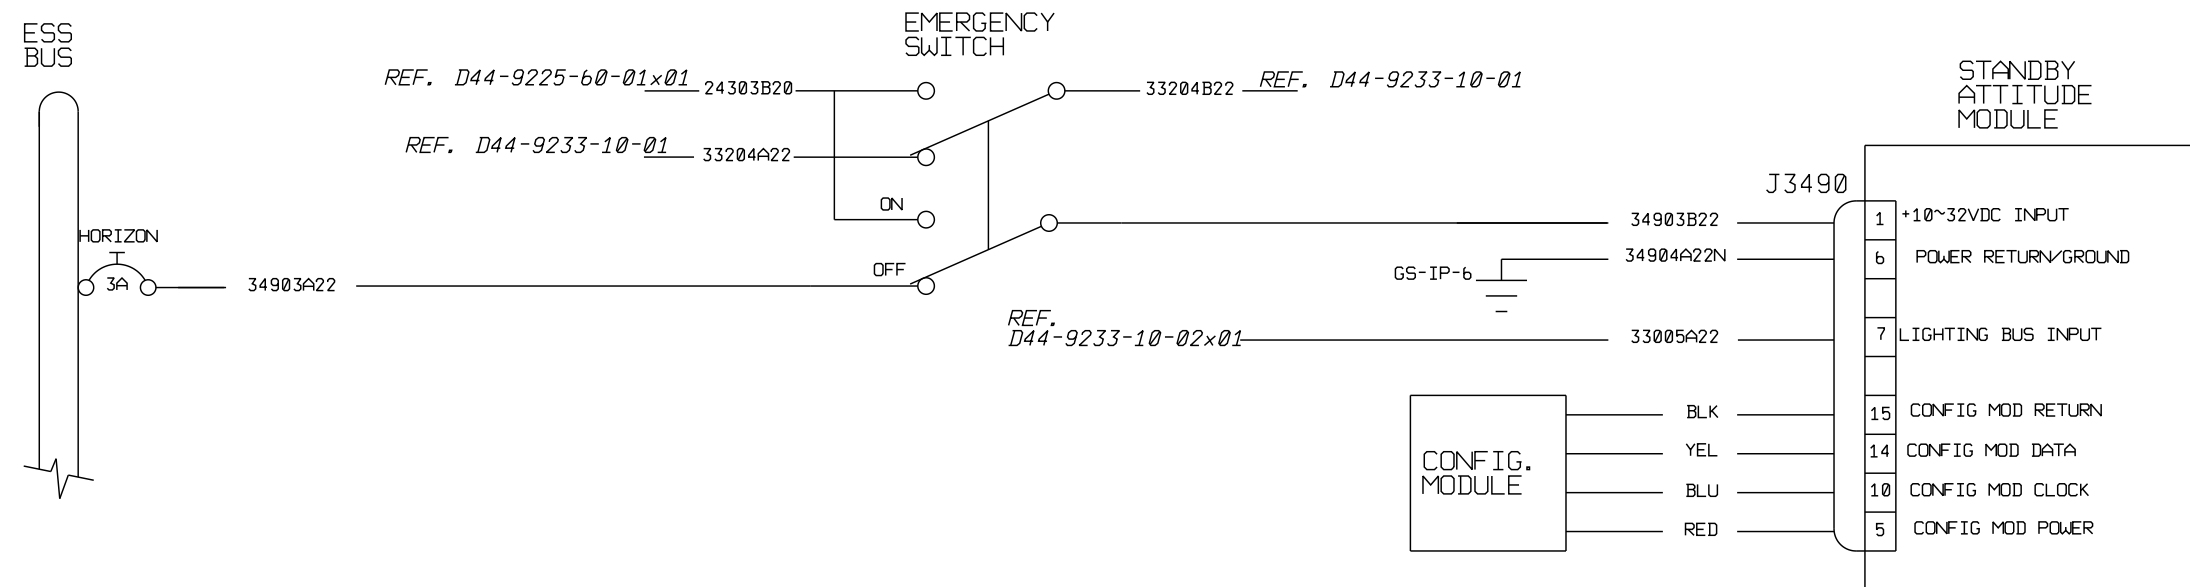 ESS
BUS
EMERGENCY
SWITCH
REF. D44-9225-60-01x01
24303B20
33204B22
REF. D44-9233-10-01
STANDBY
ATTITUDE
MODULE
REF. D44-9233-10-01
33204A22
ON
J3490
HORIZON
3A
34903A22
OFF
34903B22
1
+10~32VDC INPUT
GS-IP-6
34904A22N
6
POWER RETURN/GROUND
REF.
D44-9233-10-02x01
33005A22
7
LIGHTING BUS INPUT
CONFIG.
MODULE
BLK
15
CONFIG MOD RETURN
YEL
14
CONFIG MOD DATA
BLU
10
CONFIG MOD CLOCK
RED
5
CONFIG MOD POWER